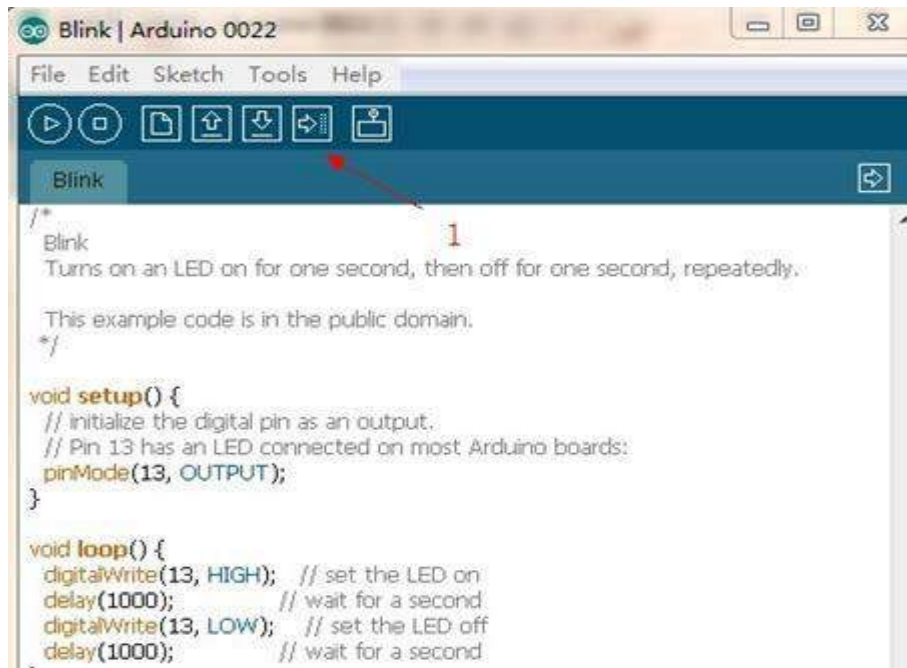 Blink | Arduino 0022
File Edit Sketch Tools Help
Blink
1
/*
Blink
Turns on an LED on for one second, then off for one second, repeatedly.
This example code is in the public domain.
*/
void setup() {
// initialize the digital pin as an output.
// Pin 13 has an LED connected on most Arduino boards:
pinMode(13, OUTPUT);
}
void loop() {
digitalWrite(13, HIGH); // set the LED on
delay(1000); // wait for a second
digitalWrite(13, LOW); // set the LED off
delay(1000); // wait for a second